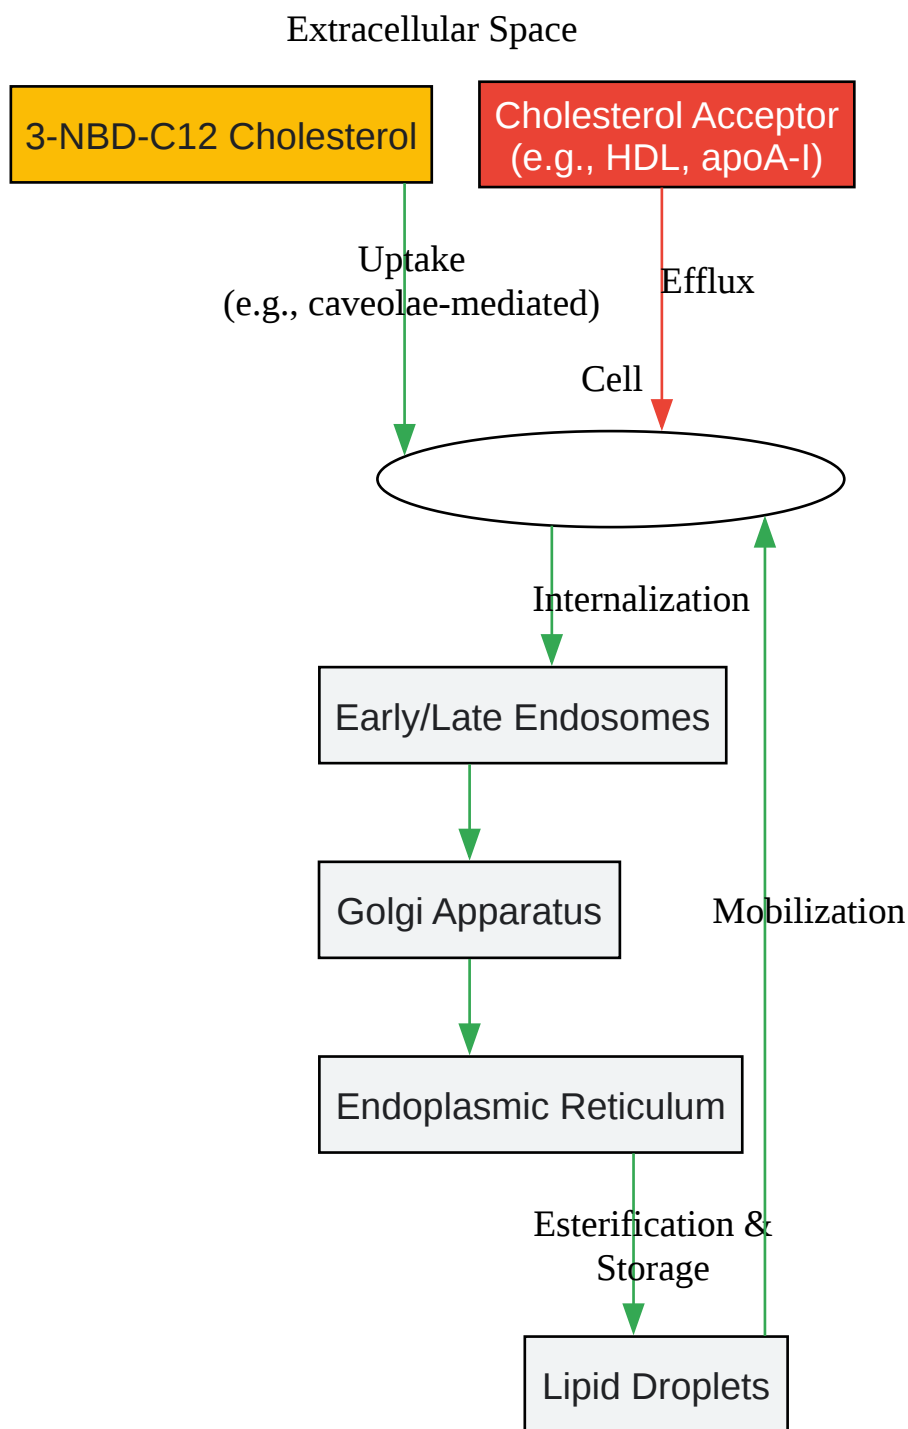 Extracellular Space
3-NBD-C12 Cholesterol
Cholesterol Acceptor
(e.g., HDL, apoA-I)
Uptake
(e.g., caveolae-mediated)
Efflux
Cell
Internalization
Early/Late Endosomes
Golgi Apparatus
Mobilization
Endoplasmic Reticulum
Esterification &
Storage
Lipid Droplets